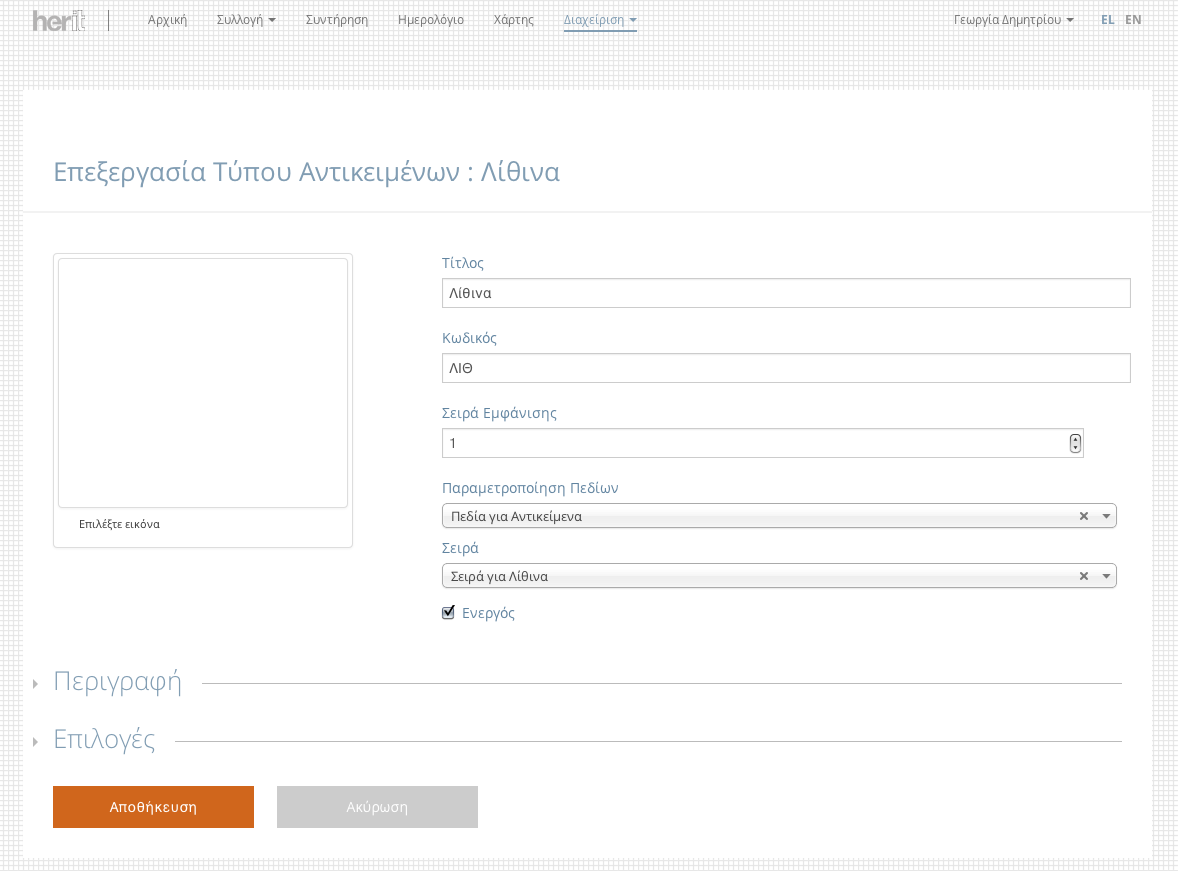 herit Αρχική Συλλογή Συντήρηση Ημερολόγιο Χάρτης Διαχείριση Γεωργία Δημητρίου EL EN
Επεξεργασία Τύπου Αντικειμένων : Λίθινα
Τίτλος
Λίθινα
Κωδικός
ΛΙΘ
Σειρά Εμφάνισης
1
Παραμετροποίηση Πεδίων
Πεδία για Αντικείμενα
Επιλέξτε εικόνα
Σειρά
Σειρά για Λίθινα
Ενεργός
Περιγραφή
Επιλογές
Αποθήκευση Ακύρωση